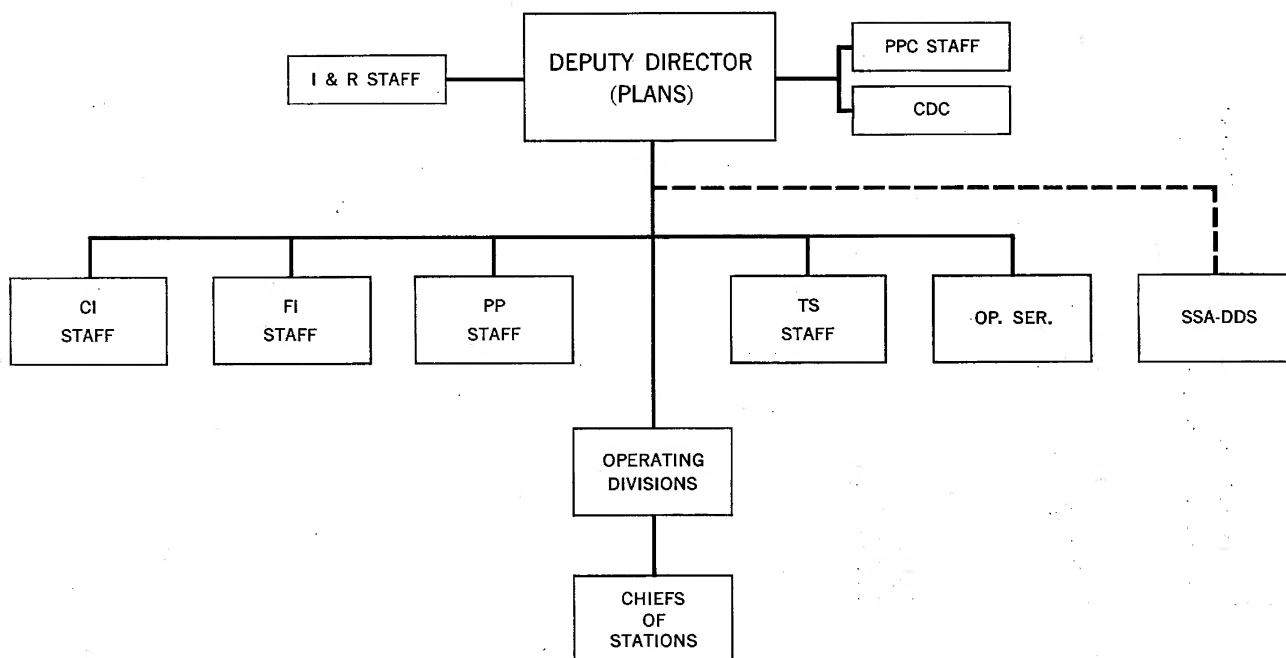 I & R STAFF
DEPUTY DIRECTOR
(PLANS)
PPC STAFF
CDC
CI
STAFF
FI
STAFF
PP
STAFF
TS
STAFF
OP. SER.
SSA-DDS
OPERATING
DIVISIONS
CHIEFS
OF
STATIONS